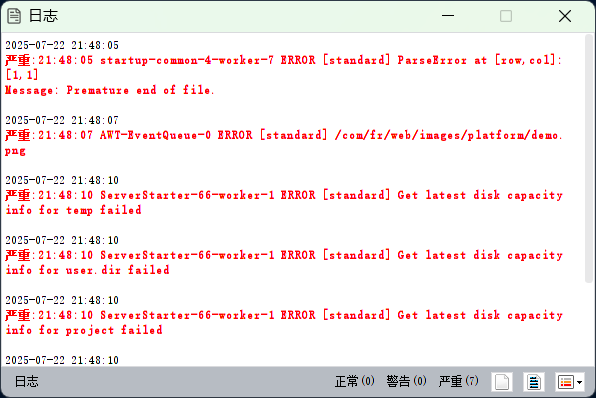 日志
2025-07-22 21:48:05
严重:21:48:05 startup-common-4-worker-7 ERROR [standard] ParseError at [row,col]:
[1,1]
Message: Premature end of file.
2025-07-22 21:48:07
严重:21:48:07 AWT-EventQueue-0 ERROR [standard] /com/fr/web/images/platform/demo.
png
2025-07-22 21:48:10
严重:21:48:10 ServerStarter-66-worker-1 ERROR [standard] Get latest disk capacity
info for temp failed
2025-07-22 21:48:10
严重:21:48:10 ServerStarter-66-worker-1 ERROR [standard] Get latest disk capacity
info for user.dir failed
2025-07-22 21:48:10
严重:21:48:10 ServerStarter-66-worker-1 ERROR [standard] Get latest disk capacity
info for project failed
2025-07-22 21:48:10
日志 正常(0) 警告(0) 严重(7)